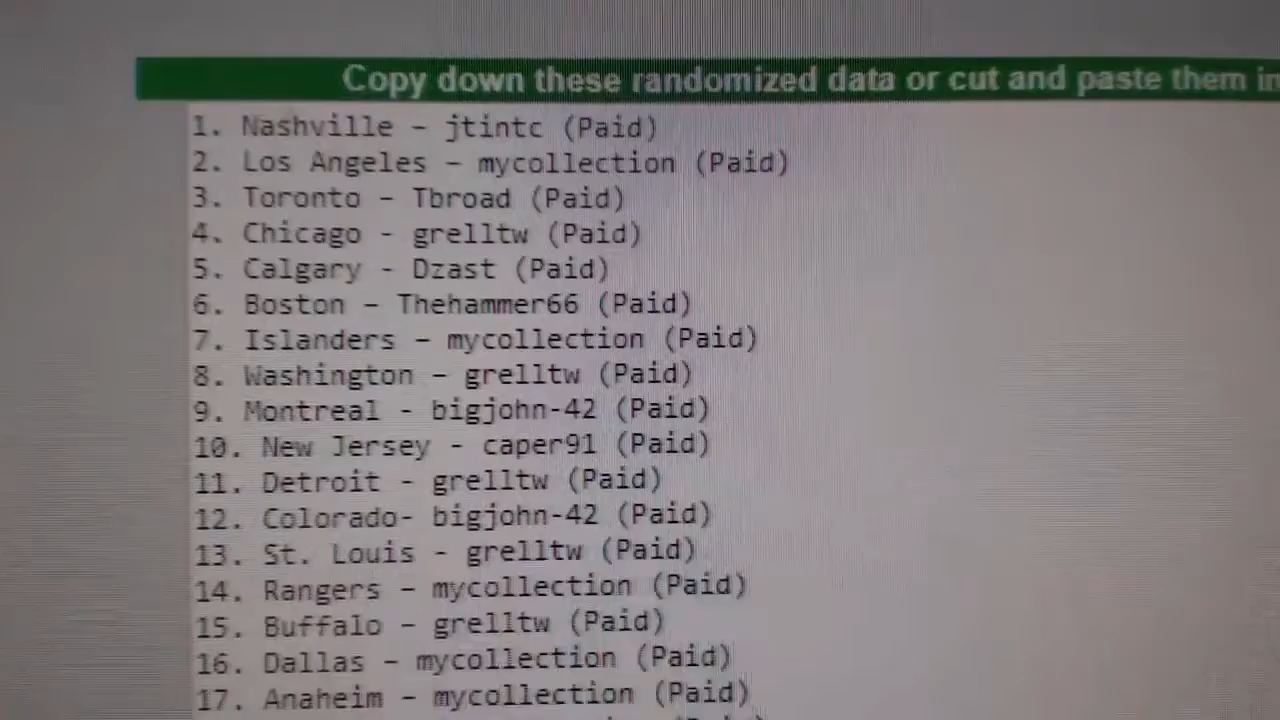 Copy down these randomized data or cut and paste them in
1. Nashville – jtintc (Paid)
2. Los Angeles – mycollection (Paid)
3. Toronto – Tbroad (Paid)
4. Chicago - grelltw (Paid)
5. Calgary - Dzast (Paid)
6. Boston – Thehammer66 (Paid)
7. Islanders – mycollection (Paid)
8. Washington – grelltw (Paid)
9. Montreal - bigjohn-42 (Paid)
10. New Jersey - caper91 (Paid)
11. Detroit - grelltw (Paid)
12. Colorado- bigjohn-42 (Paid)
13. St. Louis - grelltw (Paid)
14. Rangers – mycollection (Paid)
15. Buffalo – grelltw (Paid)
16. Dallas – mycollection (Paid)
17. Anaheim – mycollection (Paid)